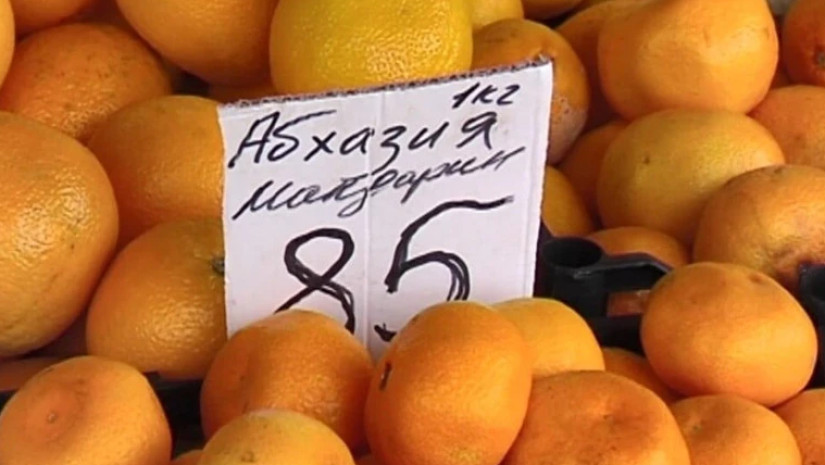 1кг
Абхазия
мандарин
85